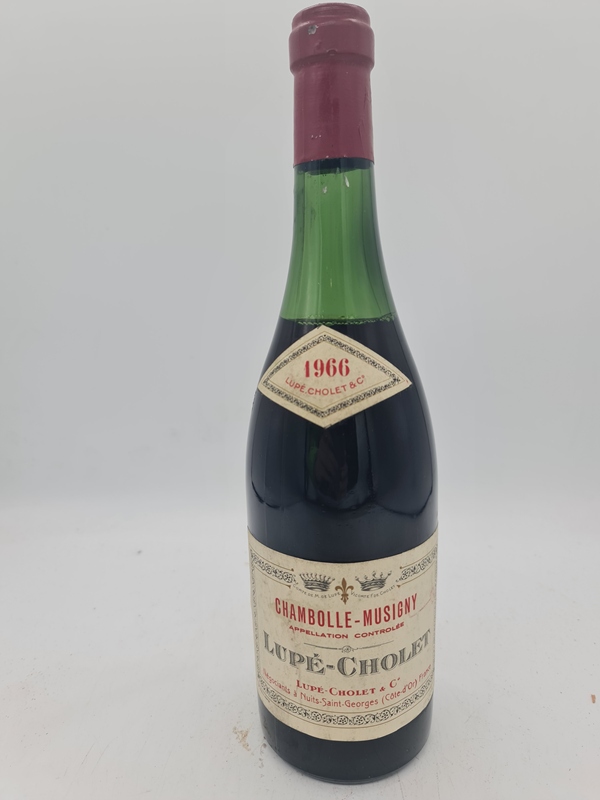 1966
LUPÉ-CHOLET & Cie
CHAMBOLLE-MUSIGNY
APPELLATION CONTROLÉE
LUPÉ-CHOLET
LUPÉ-CHOLET & Cie
Négociants à Nuits-Saint-Georges (Côte-d'Or) France